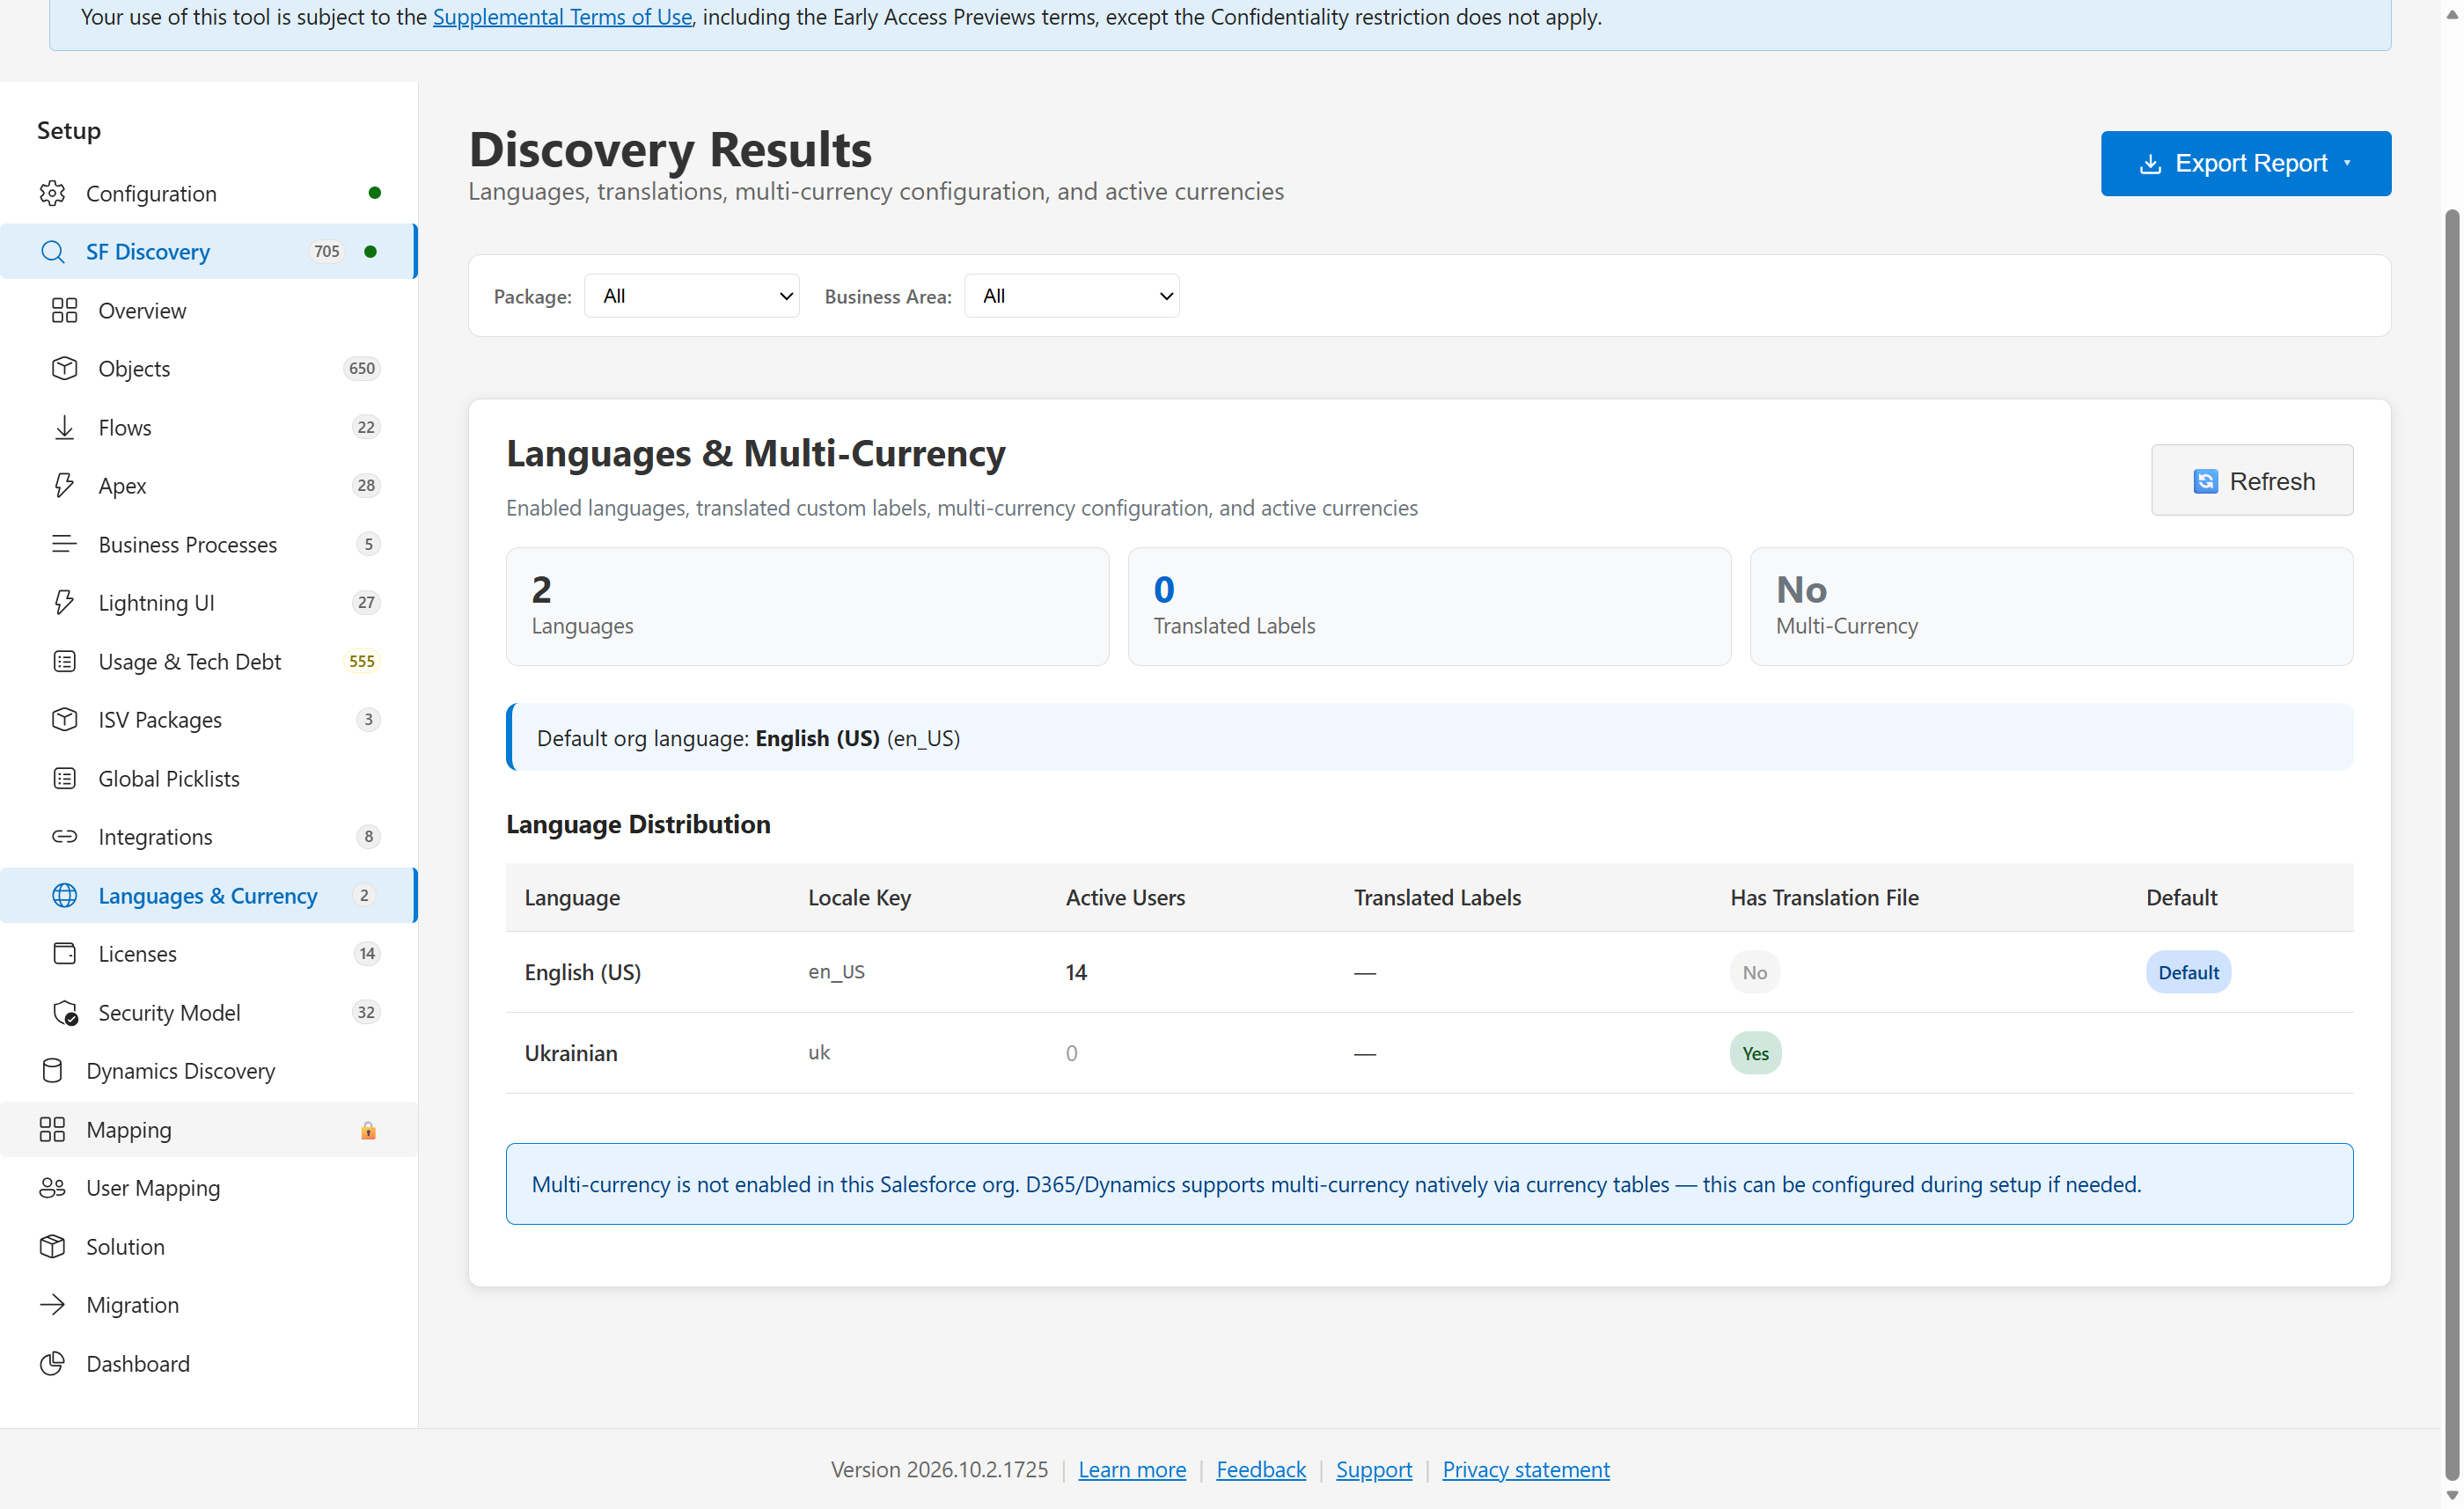 Your use of this tool is subject to the Supplemental Terms of Use, including the Early Access Previews terms, except the Confidentiality restriction does not apply.
Setup
Configuration
SF Discovery 705
Overview
Objects 650
Flows 22
Apex 28
Business Processes 5
Lightning UI 27
Usage & Tech Debt 555
ISV Packages 3
Global Picklists
Integrations 8
Languages & Currency 2
Licenses 14
Security Model 32
Dynamics Discovery
Mapping
User Mapping
Solution
Migration
Dashboard
Discovery Results
Languages, translations, multi-currency configuration, and active currencies
Export Report
Package: All Business Area: All
Languages & Multi-Currency
Enabled languages, translated custom labels, multi-currency configuration, and active currencies
Refresh
2
Languages
0
Translated Labels
No
Multi-Currency
Default org language: English (US) (en_US)
Language Distribution
Language Locale Key Active Users Translated Labels Has Translation File Default
English (US) en_US 14 — No Default
Ukrainian uk 0 — Yes
Multi-currency is not enabled in this Salesforce org. D365/Dynamics supports multi-currency natively via currency tables — this can be configured during setup if needed.
Version 2026.10.2.1725 | Learn more | Feedback | Support | Privacy statement